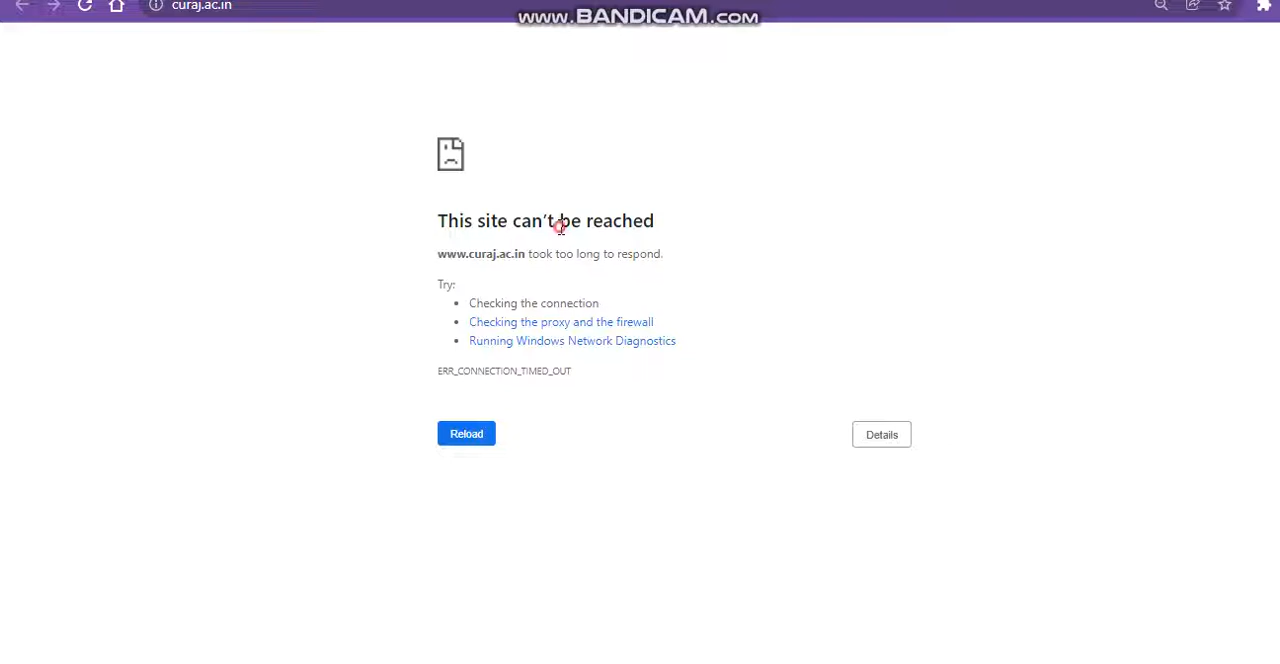 curaj.ac.in
www.BANDICAM.com
This site can't be reached
www.curaj.ac.in took too long to respond.
Try:
Checking the connection
Checking the proxy and the firewall
Running Windows Network Diagnostics
ERR_CONNECTION_TIMED_OUT
Reload
Details